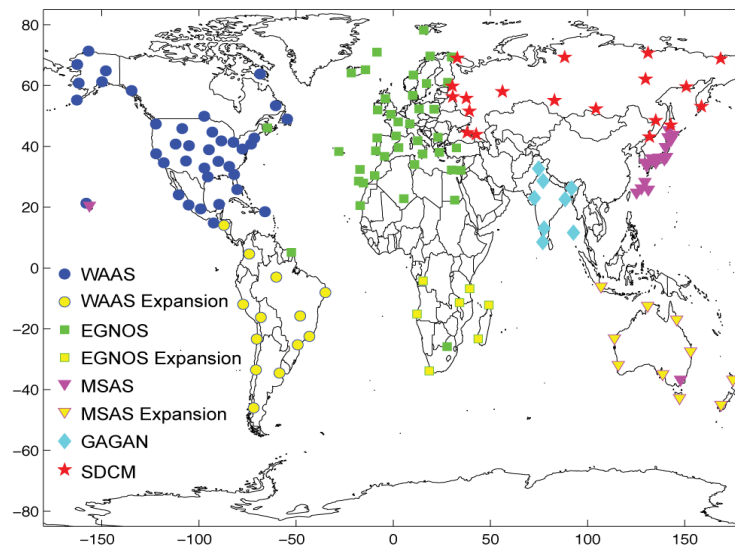 80
60
40
20
0
−20
−40
−60
−80
WAAS
WAAS Expansion
EGNOS
EGNOS Expansion
MSAS
MSAS Expansion
GAGAN
SDCM
−150 −100 −50 0 50 100 150